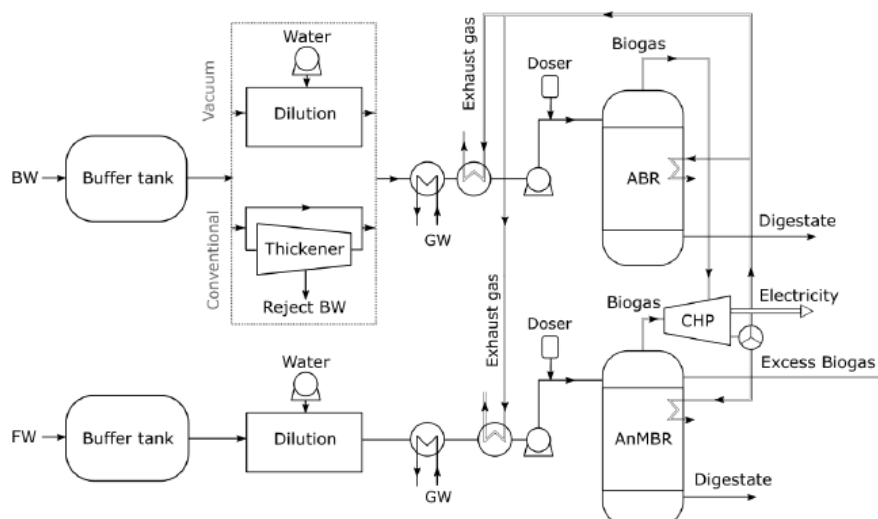 Water
Vacuum
Dilution
BW
Buffer tank
Conventional
Thickener
Reject BW
GW
Exhaust gas
Doser
Biogas
ABR
Digestate
Biogas
CHP
Electricity
Excess Biogas
Water
FW
Buffer tank
Dilution
GW
Exhaust gas
Doser
AnMBR
Digestate